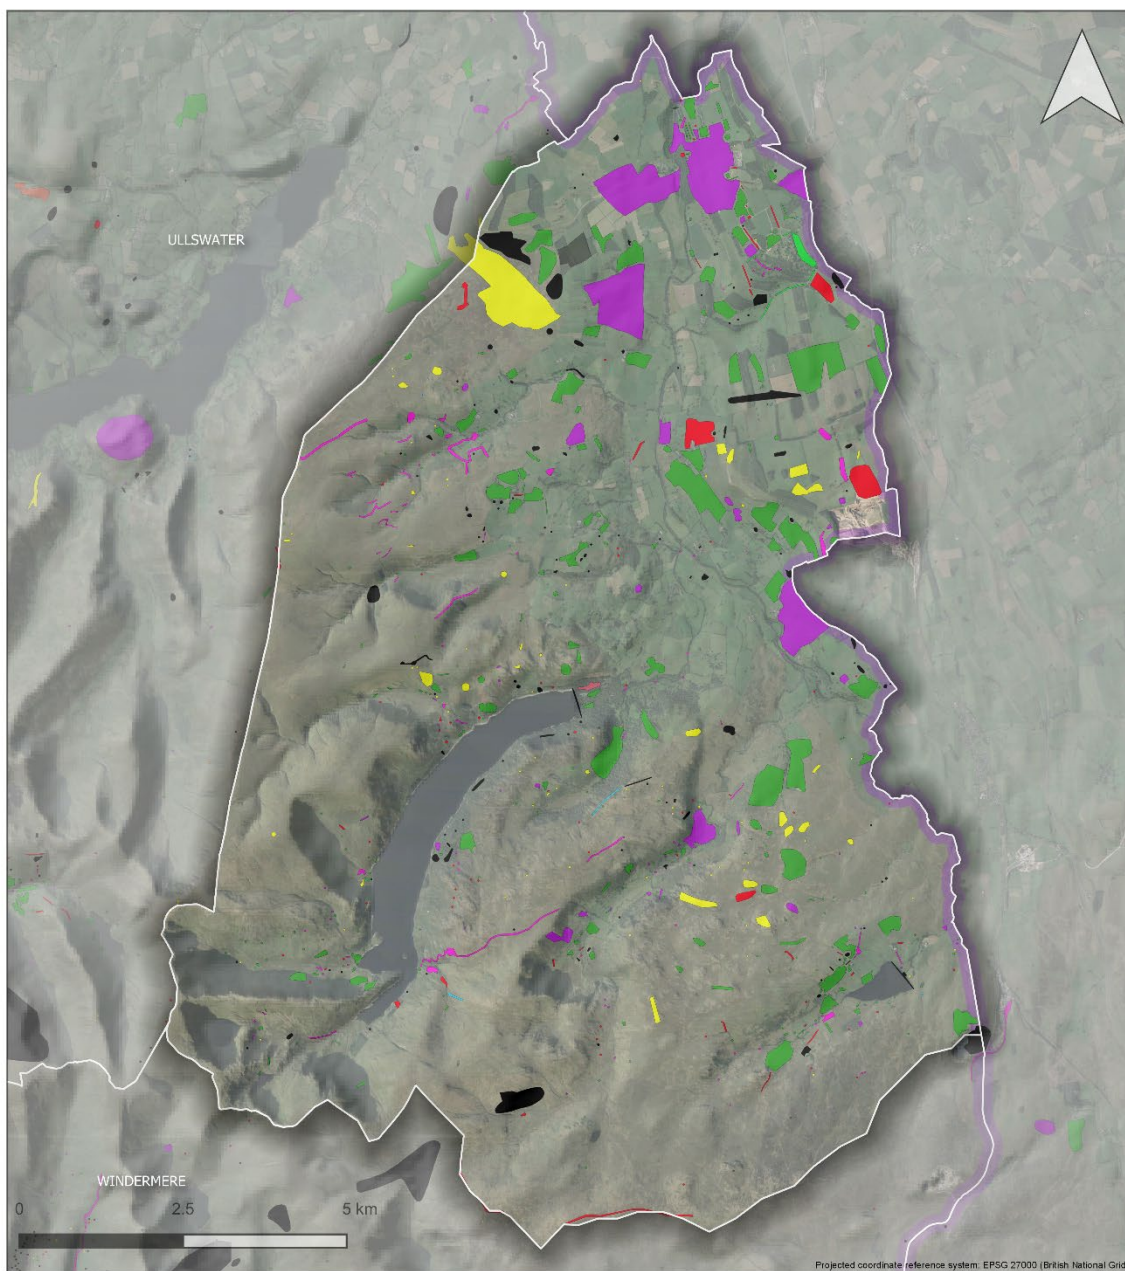 ULLSWATER
WINDERMERE
0 2.5 5 km
Projected coordinate reference system: EPSG 27000 (British National Grid